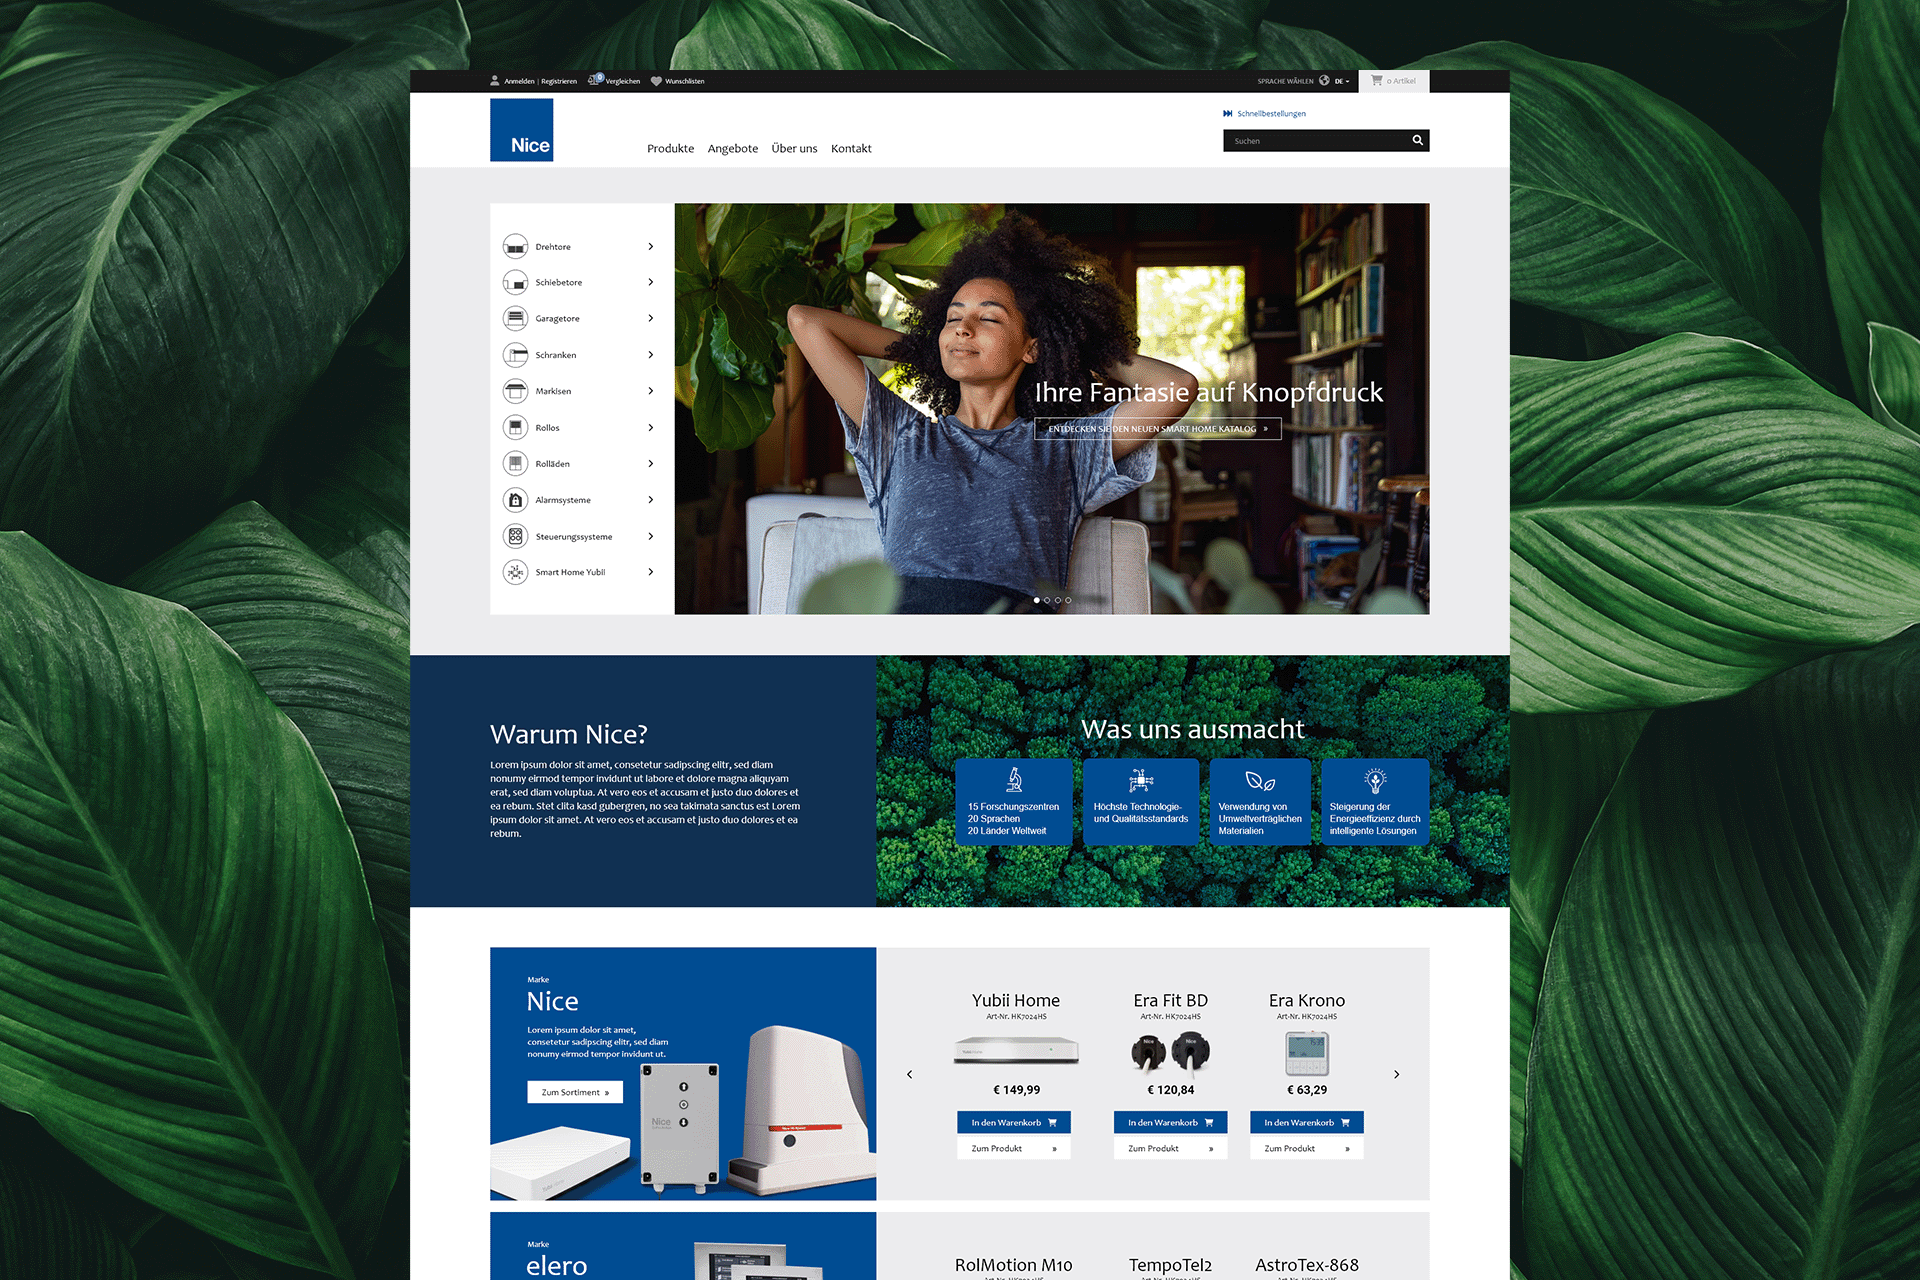 Anmelden | Registrieren
0
Vergleichen
Wunschlisten
SPRACHE WÄHLEN
DE
0 Artikel
Nice
Produkte
Angebote
Über uns
Kontakt
Schnellbestellungen
Suchen
Drehtore
Schiebetore
Garagetore
Schranken
Markisen
Rollos
Rolläden
Alarmsysteme
Steuerungssysteme
Smart Home Yubii
Ihre Fantasie auf Knopfdruck
ENTDECKEN SIE DEN NEUEN SMART HOME KATALOG »
Warum Nice?
Lorem ipsum dolor sit amet, consetetur sadipscing elitr, sed diam
nonumy eirmod tempor invidunt ut labore et dolore magna aliquyam
erat, sed diam voluptua. At vero eos et accusam et justo duo dolores et
ea rebum. Stet clita kasd gubergren, no sea takimata sanctus est Lorem
ipsum dolor sit amet. At vero eos et accusam et justo duo dolores et ea
rebum.
Was uns ausmacht
15 Forschungszentren
20 Sprachen
20 Länder Weltweit
Höchste Technologie-
und Qualitätsstandards
Verwendung von
Umweltverträglichen
Materialien
Steigerung der
Energieeffizienz durch
intelligente Lösungen
Marke
Nice
Lorem ipsum dolor sit amet,
consetetur sadipscing elitr, sed diam
nonumy eirmod tempor invidunt ut.
Zum Sortiment »
Nice
Yubii Home
Art-Nr. HK7024HS
€ 149,99
In den Warenkorb
Zum Produkt »
Era Fit BD
Art-Nr. HK7024HS
Nice
Nice
€ 120,84
In den Warenkorb
Zum Produkt »
Era Krono
Art-Nr. HK7024HS
€ 63,29
In den Warenkorb
Zum Produkt »
Marke
elero
RolMotion M10
TempoTel2
AstroTex-868